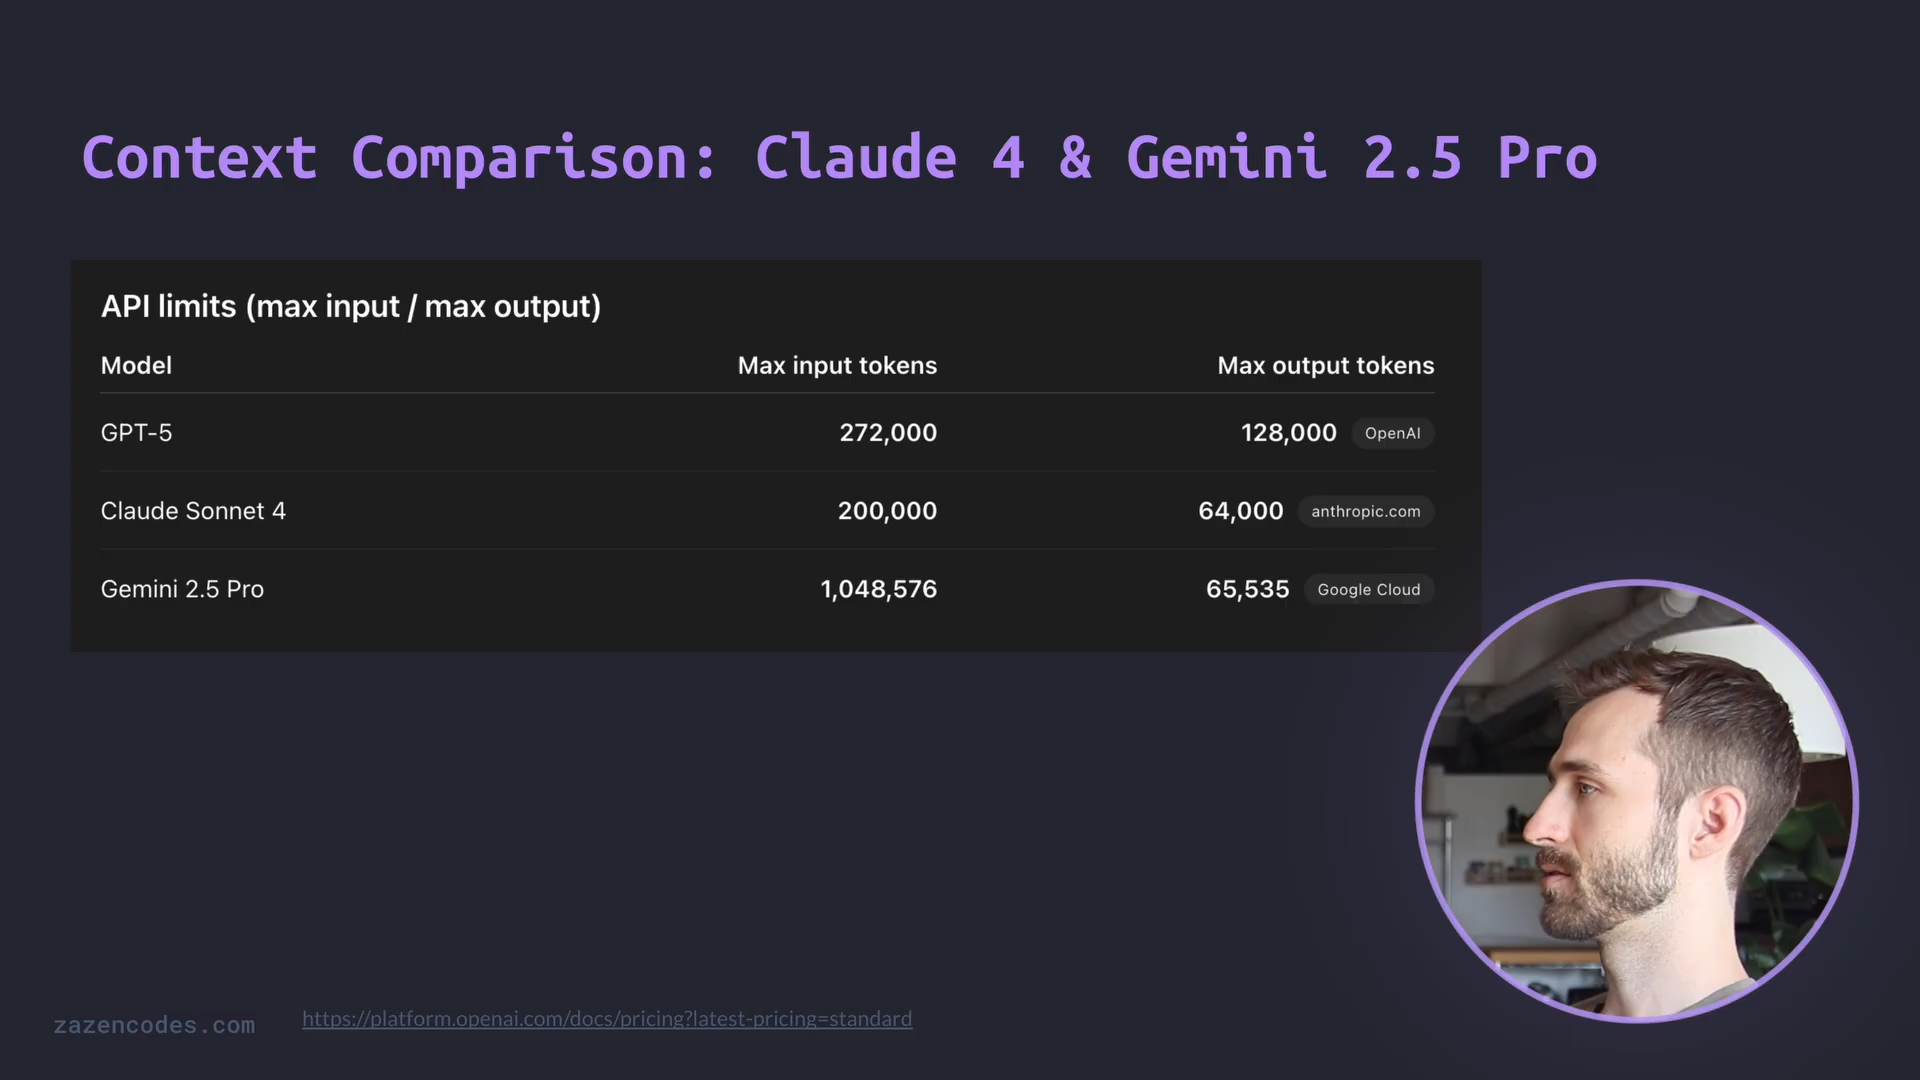 Context Comparison: Claude 4 & Gemini 2.5 Pro
API limits (max input / max output)
Model Max input tokens Max output tokens
GPT-5 272,000 128,000 OpenAI
Claude Sonnet 4 200,000 64,000 anthropic.com
Gemini 2.5 Pro 1,048,576 65,535 Google Cloud
zazencodes.com https://platform.openai.com/docs/pricing?latest-pricing=standard